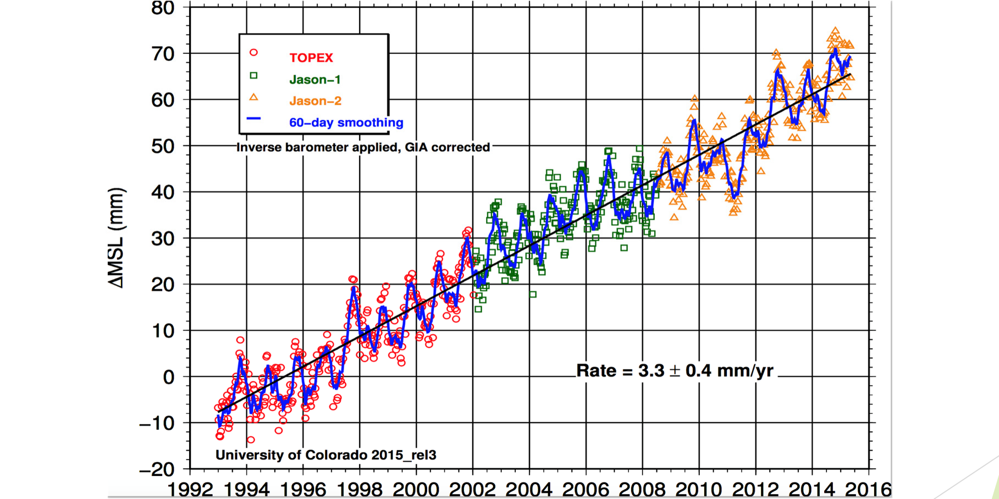 80
70
60
50
40
30
20
10
0
−10
−20
ΔMSL (mm)
TOPEX
Jason−1
Jason−2
60−day smoothing
Inverse barometer applied, GIA corrected
Rate = 3.3 ± 0.4 mm/yr
University of Colorado 2015_rel3
1992 1994 1996 1998 2000 2002 2004 2006 2008 2010 2012 2014 2016